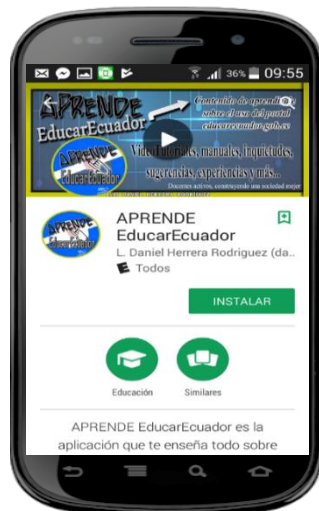 36% 09:55
APRENDE
EducarEcuador
Contenido de aprendizaje
sobre el uso del portal
educarecuador.gob.ec
Video Tutoriales, manuales, inquietudes,
sugerencias, experiencias y más...
Docentes activos, construyendo una sociedad mejor
APRENDE
EducarEcuador
APRENDE
EducarEcuador
L. Daniel Herrera Rodriguez (da..
E Todos
INSTALAR
Educación Similares
APRENDE EducarEcuador es la
aplicación que te enseña todo sobre